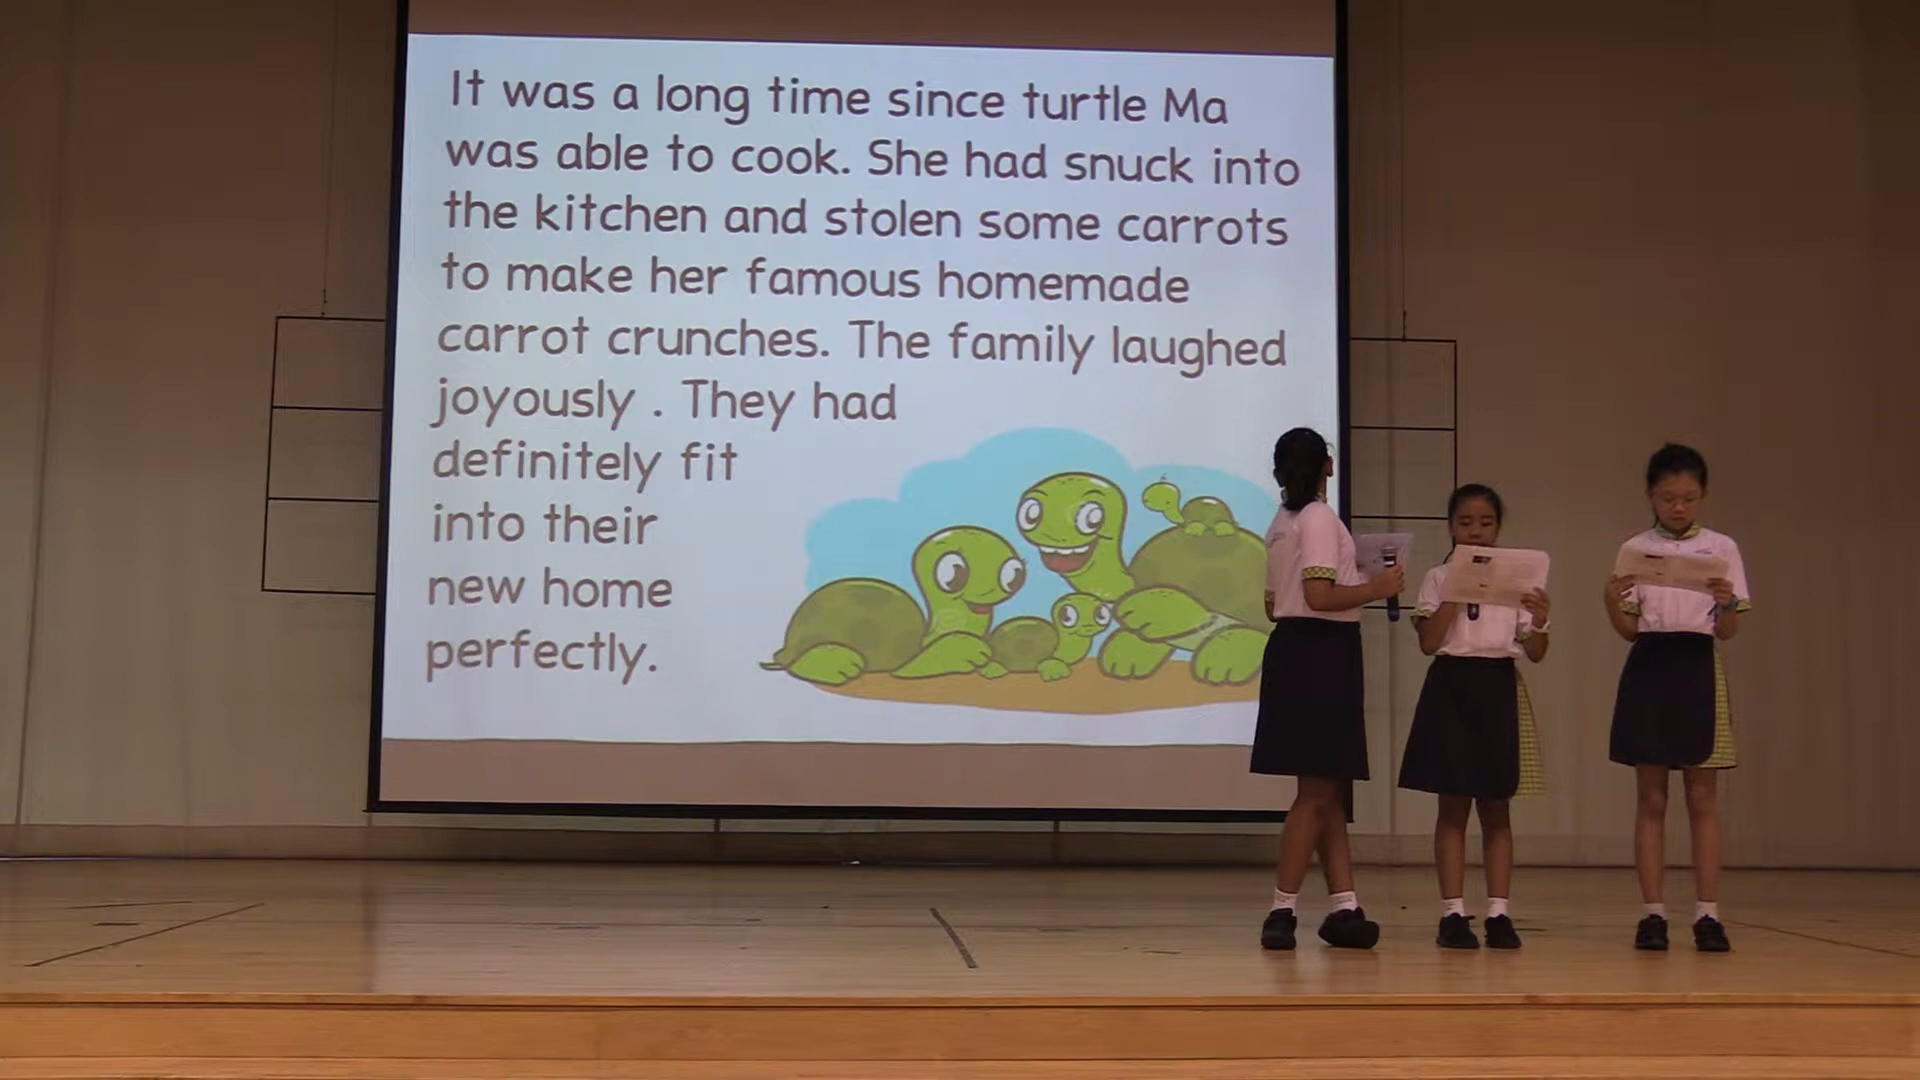 It was a long time since turtle Ma
was able to cook. She had snuck into
the kitchen and stolen some carrots
to make her famous homemade
carrot crunches. The family laughed
joyously . They had
definitely fit
into their
new home
perfectly.